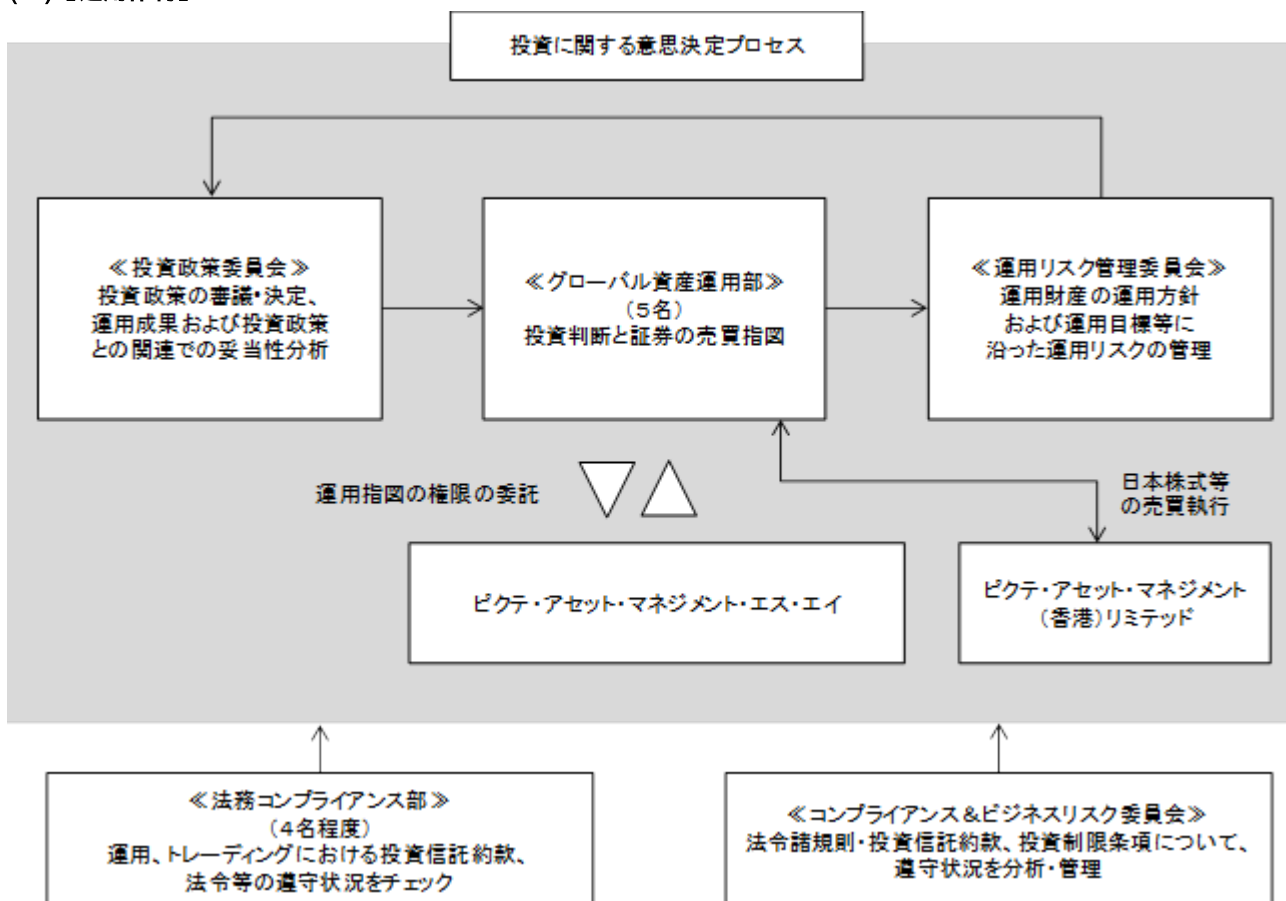 投資に関する意思決定プロセス
≪投資政策委員会≫
投資政策の審議・決定、
運用成果および投資政策
との関連での妥当性分析
≪グローバル資産運用部≫
(5名)
投資判断と証券の売買指図
≪運用リスク管理委員会≫
運用財産の運用方針
および運用目標等に
沿った運用リスクの管理
運用指図の権限の委託
日本株式等
の売買執行
ピクテ・アセット・マネジメント・エス・エイ
ピクテ・アセット・マネジメント
(香港)リミテッド
≪法務コンプライアンス部≫
(4名程度)
運用、トレーディングにおける投資信託約款、
法令等の遵守状況をチェック
≪コンプライアンス&ビジネスリスク委員会≫
法令諸規則・投資信託約款、投資制限条項について、
遵守状況を分析・管理